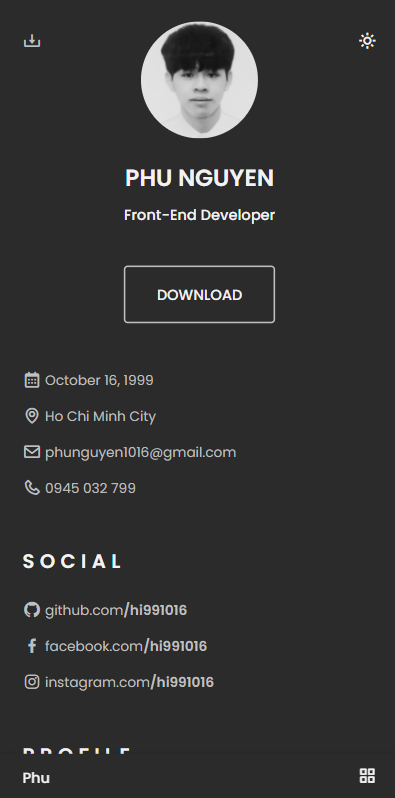 PHU NGUYEN
Front-End Developer
DOWNLOAD
October 16, 1999
Ho Chi Minh City
phunguyen1016@gmail.com
0945 032 799
SOCIAL
github.com/hi991016
facebook.com/hi991016
instagram.com/hi991016
PROFILE
Phu